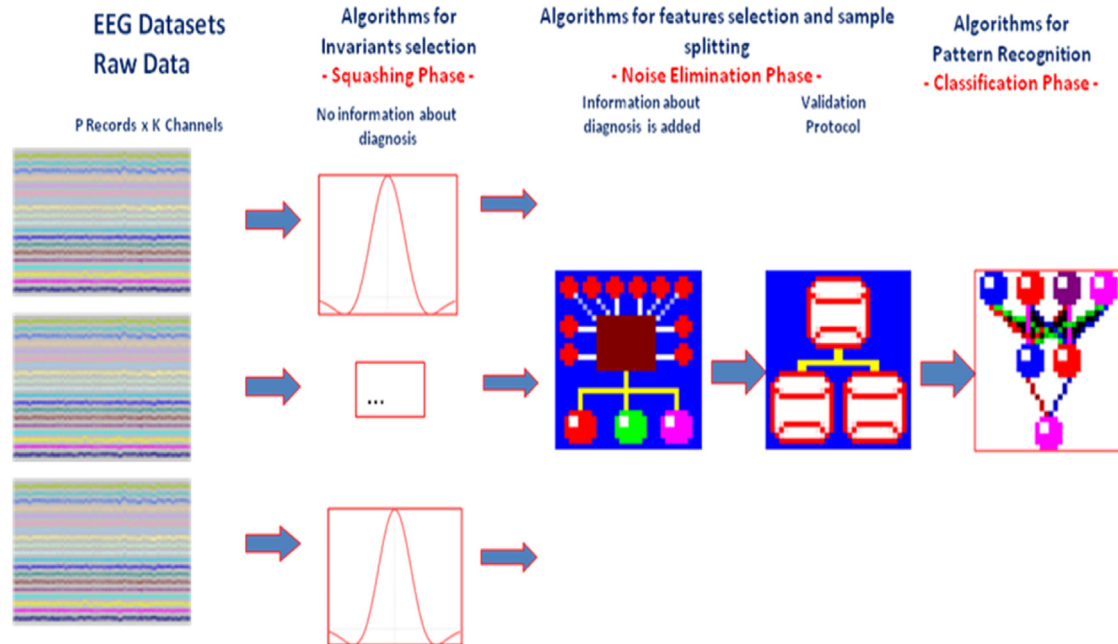 EEG Datasets
Raw Data
P Records x K Channels
Algorithms for
Invariants selection
- Squashing Phase -
No information about
diagnosis
...
Algorithms for features selection and sample
splitting
- Noise Elimination Phase -
Information about
diagnosis is added
Validation
Protocol
Algorithms for
Pattern Recognition
- Classification Phase -